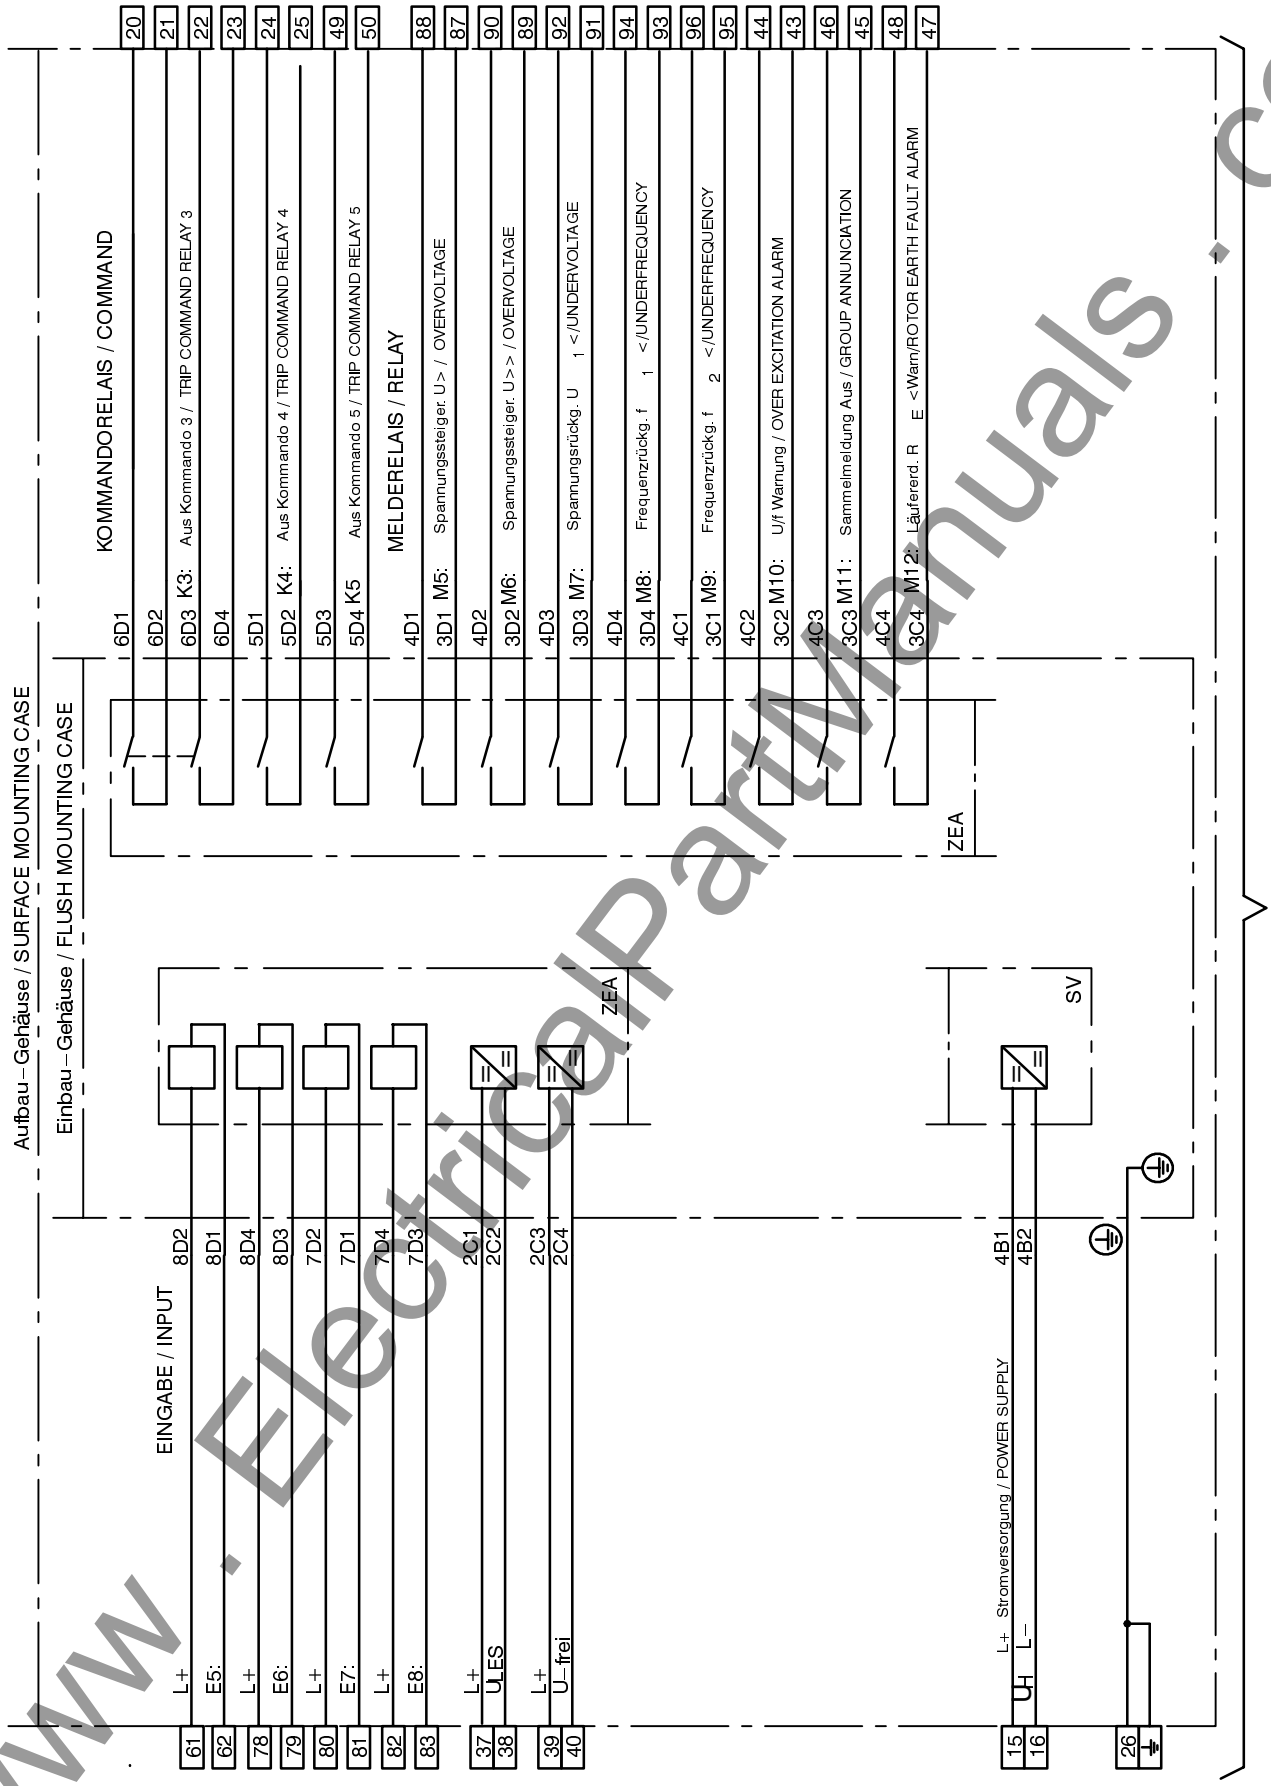 Aufbau–Gehäuse / SURFACE MOUNTING CASE
Einbau–Gehäuse / FLUSH MOUNTING CASE
KOMMANDORELAIS / COMMAND
6D1 20
6D2 21
K3: Aus Kommando 3 / TRIP COMMAND RELAY 3
6D3 22
6D4 23
5D1 24
K4: Aus Kommando 4 / TRIP COMMAND RELAY 4
5D2 25
5D3 49
K5 Aus Kommando 5 / TRIP COMMAND RELAY 5
5D4 50
MELDERELAIS / RELAY
4D1 88
M5: Spannungssteiger. U> / OVERVOLTAGE
3D1 87
4D2 90
M6: Spannungssteiger. U>> / OVERVOLTAGE
3D2 89
4D3 92
M7: Spannungsrückg. U 1 </UNDERVOLTAGE
3D3 91
4D4 94
M8: Frequenzrückg. f 1 </UNDERFREQUENCY
3D4 93
4C1 96
M9: Frequenzrückg. f 2 </UNDERFREQUENCY
3C1 95
4C2 44
M10: U/f Warnung / OVER EXCITATION ALARM
3C2 43
4C3 46
M11: Sammelmeldung Aus / GROUP ANNUNCIATION
3C3 45
4C4 48
M12: Läufererd. R E <Warn/ROTOR EARTH FAULT ALARM
3C4 47
ZEA
EINGABE / INPUT
61 L+ 8D2
62 E5: 8D1
78 L+ 8D4
79 E6: 8D3
80 L+ 7D2
81 E7: 7D1
82 L+ 7D4
83 E8: 7D3
37 L+ 2C1
38 ULES 2C2
39 L+ 2C3
40 U–frei 2C4
ZEA
15 L+ Stromversorgung / POWER SUPPLY 4B1
UH
16 L– 4B2
SV
26
www . ElectricalPartManuals . c